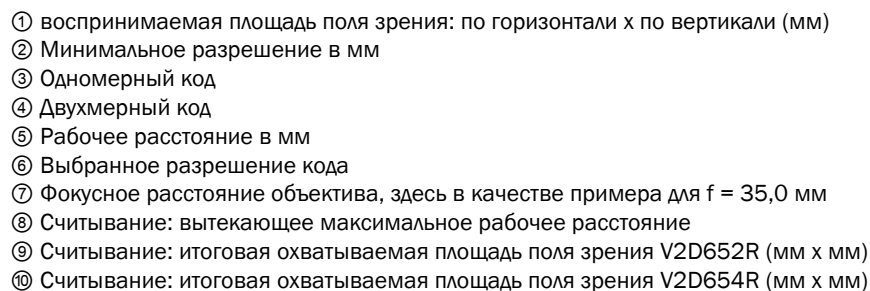 ① воспринимаемая площадь поля зрения: по горизонтали x по вертикали (мм)
② Минимальное разрешение в мм
③ Одномерный код
④ Двухмерный код
⑤ Рабочее расстояние в мм
⑥ Выбранное разрешение кода
⑦ Фокусное расстояние объектива, здесь в качестве примера для f = 35,0 мм
⑧ Считывание: вытекающее максимальное рабочее расстояние
⑨ Считывание: итоговая охватываемая площадь поля зрения V2D652R (мм x мм)
⑩ Считывание: итоговая охватываемая площадь поля зрения V2D654R (мм x мм)